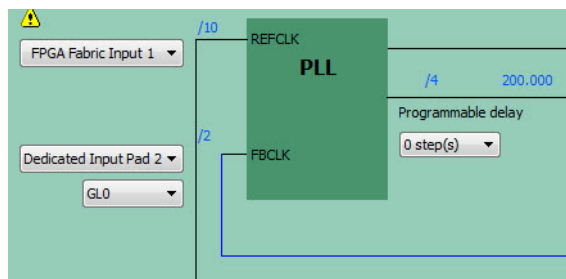 /10
FPGA Fabric Input 1
REFCLK
PLL
/4 200.000
Programmable delay
/2
0 step(s)
Dedicated Input Pad 2
FBCLK
GL0